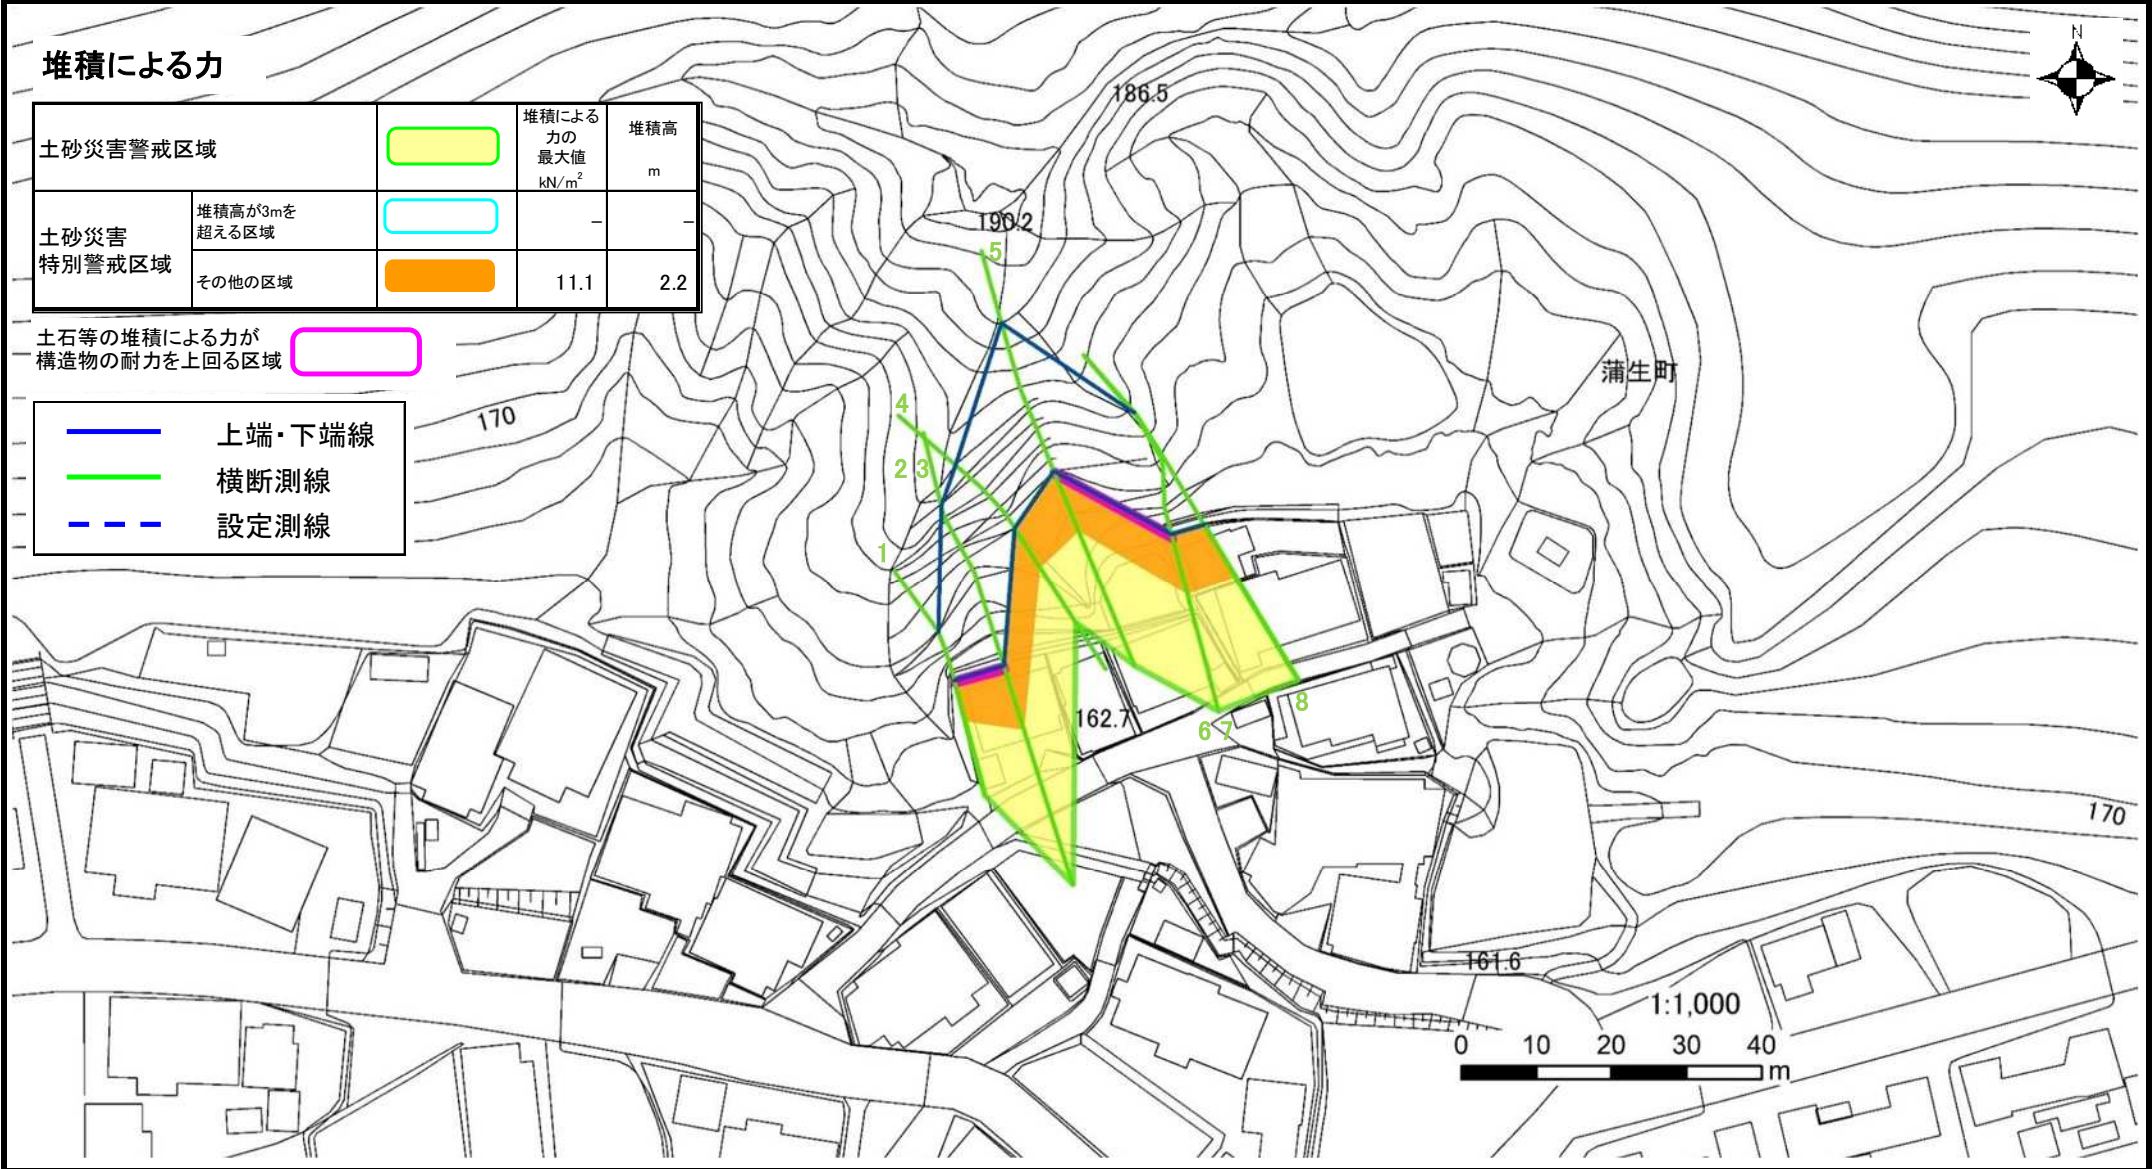 堆積による力
N
堆積による
力の
最大値
kN/m²
堆積高
m
土砂災害警戒区域
土砂災害
特別警戒区域
堆積高が3mを
超える区域
–
–
その他の区域
11.1
2.2
土石等の堆積による力が
構造物の耐力を上回る区域
上端・下端線
横断測線
設定測線
186.5
190.2
5
蒲生町
170
4
2 3
1
162.7
6 7
8
170
161.6
1:1,000
0 10 20 30 40
m